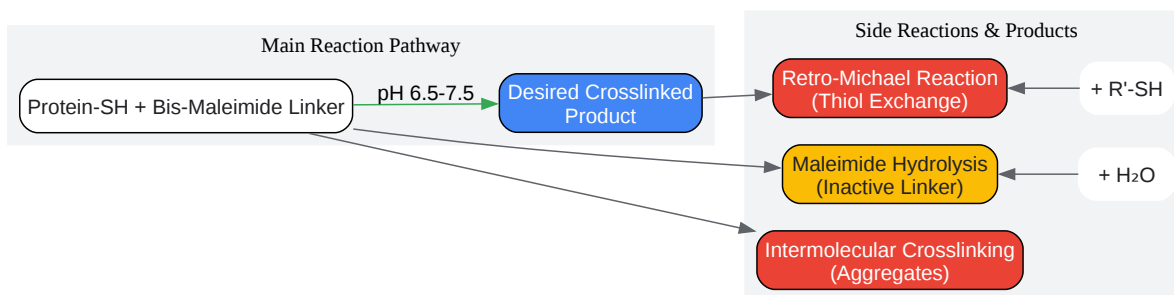 Main Reaction Pathway
Protein-SH + Bis-Maleimide Linker
pH 6.5-7.5
Desired Crosslinked
Product
Side Reactions & Products
Retro-Michael Reaction
(Thiol Exchange)
+ R'-SH
Maleimide Hydrolysis
(Inactive Linker)
+ H₂O
Intermolecular Crosslinking
(Aggregates)